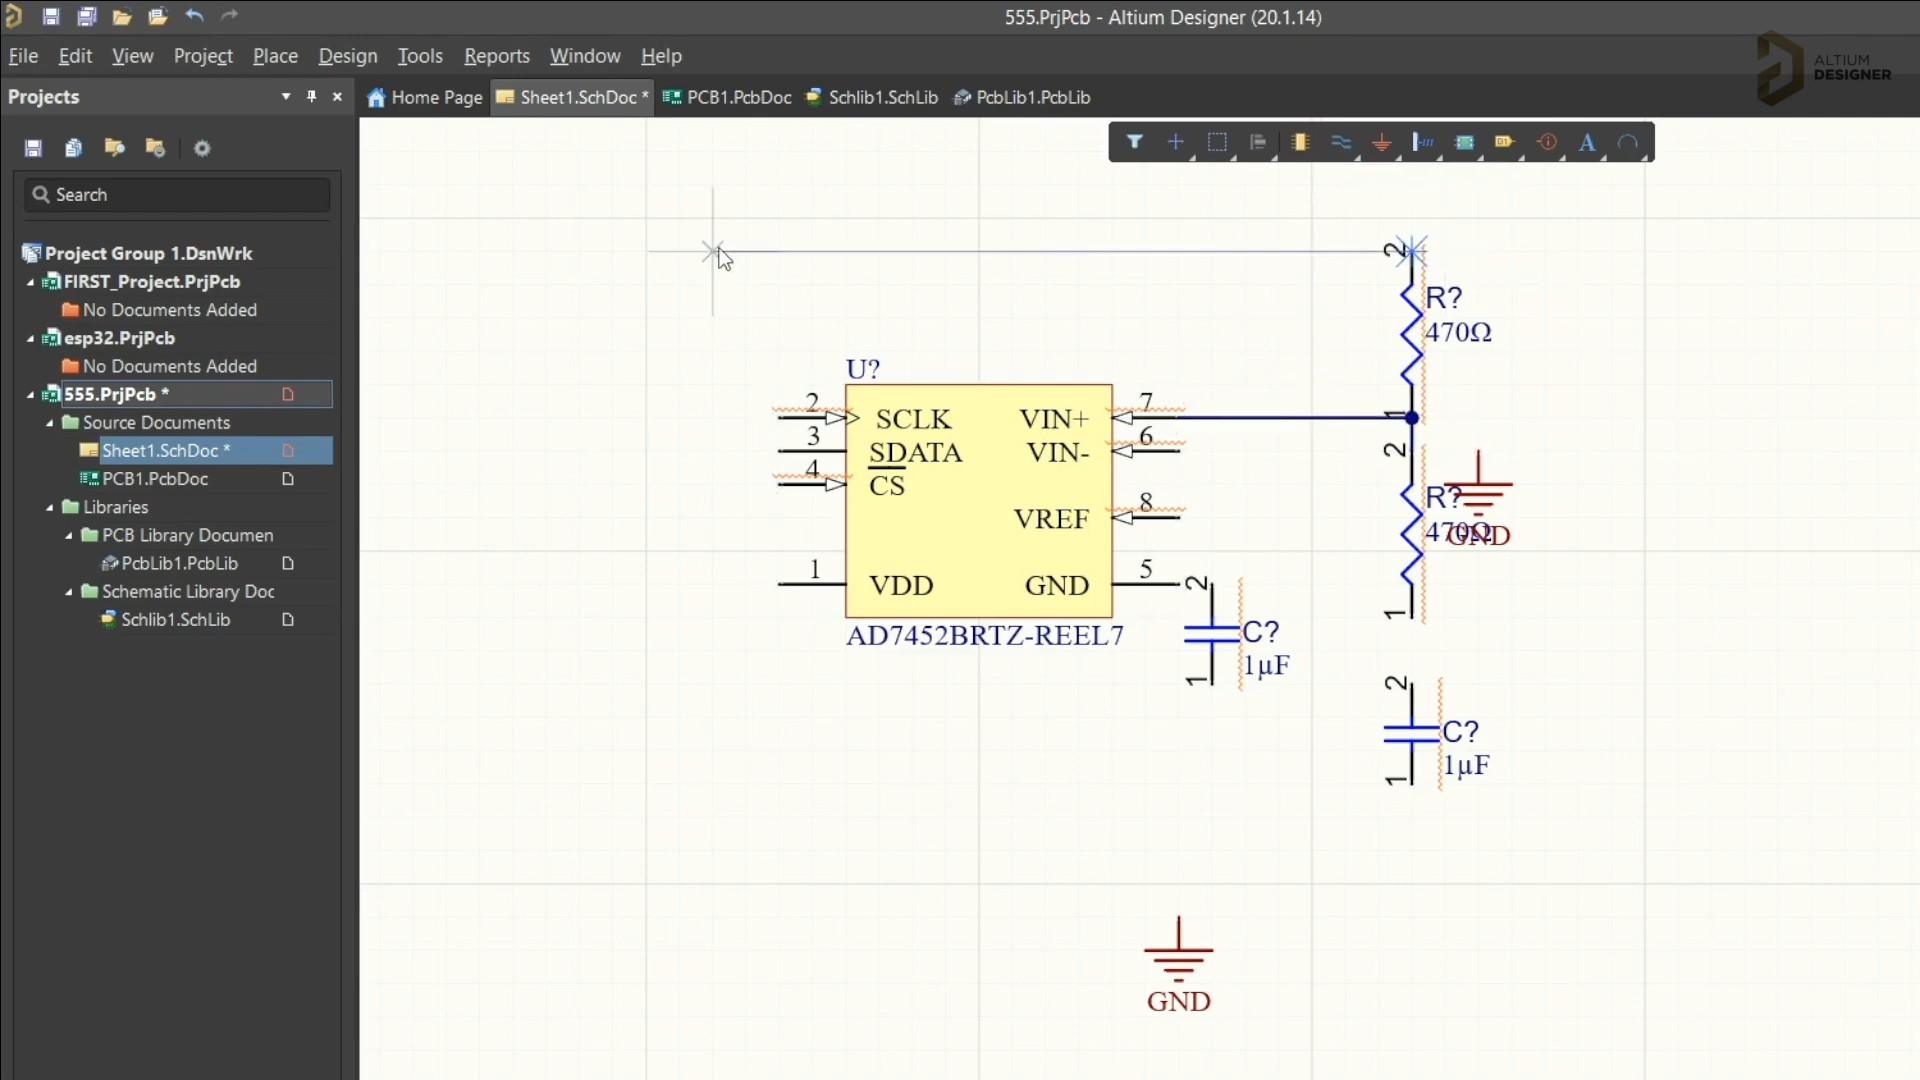 555.PrjPcb - Altium Designer (20.1.14)
File Edit View Project Place Design Tools Reports Window Help
ALTIUM
DESIGNER
Projects
Home Page
Sheet1.SchDoc *
PCB1.PcbDoc
Schlib1.SchLib
PcbLib1.PcbLib
Search
Project Group 1.DsnWrk
FIRST_Project.PrjPcb
No Documents Added
esp32.PrjPcb
No Documents Added
555.PrjPcb *
Source Documents
Sheet1.SchDoc *
PCB1.PcbDoc
Libraries
PCB Library Documen
PcbLib1.PcbLib
Schematic Library Doc
Schlib1.SchLib
D1
A
2
R?
470Ω
1
U?
2 SCLK
3 SDATA
4 CS
1 VDD
VIN+ 7
VIN- 6
VREF 8
GND 5
AD7452BRTZ-REEL7
2
R?
470Ω
1
GND
2
C?
1µF
1
2
C?
1µF
1
GND